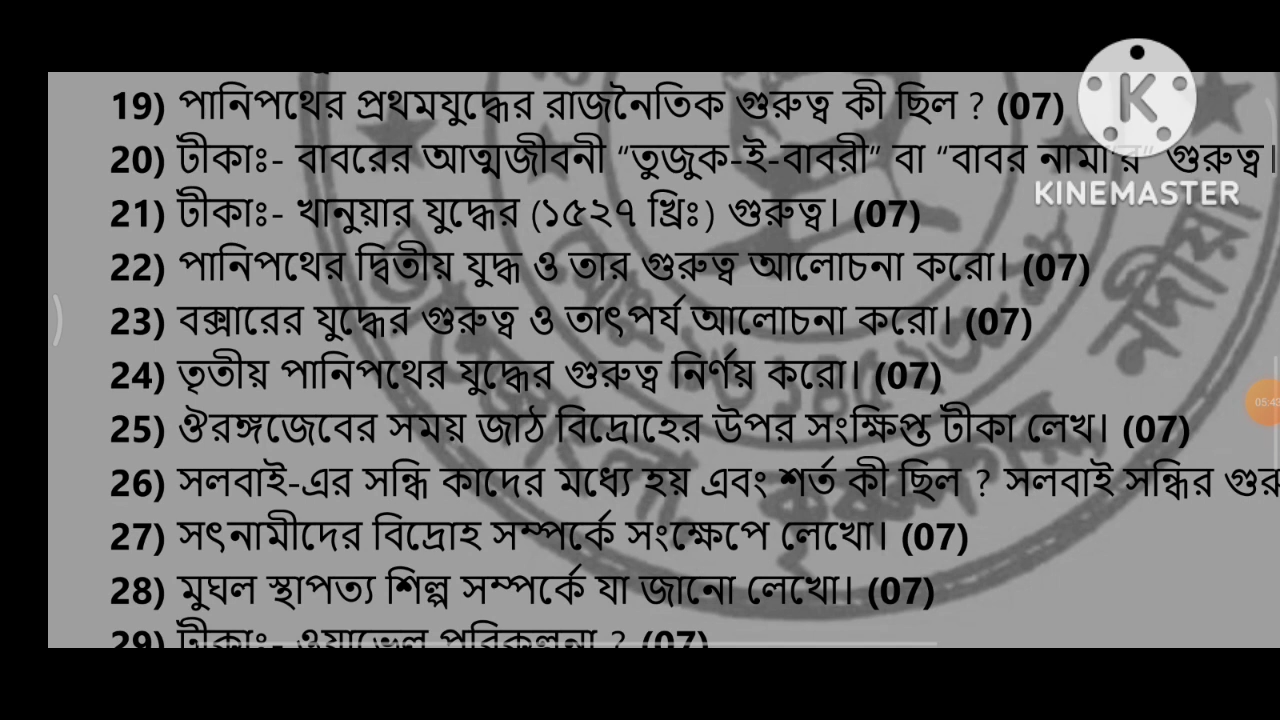 19) পানিপথের প্রথমযুদ্ধের রাজনৈতিক গুরুত্ব কী ছিল ? (07)
20) টীকাঃ- বাবরের আত্মজীবনী “তুজুক-ই-বাবরী” বা “বাবর নামা'র” গুরুত্ব।
KINEMASTER
21) টীকাঃ- খানুয়ার যুদ্ধের (১৫২৭ খ্রিঃ) গুরুত্ব। (07)
22) পানিপথের দ্বিতীয় যুদ্ধ ও তার গুরুত্ব আলোচনা করো। (07)
23) বক্সারের যুদ্ধের গুরুত্ব ও তাৎপর্য আলোচনা করো। (07)
24) তৃতীয় পানিপথের যুদ্ধের গুরুত্ব নির্ণয় করো। (07)
05:43
25) ঔরঙ্গজেবের সময় জাঠ বিদ্রোহের উপর সংক্ষিপ্ত টীকা লেখ। (07)
26) সলবাই-এর সন্ধি কাদের মধ্যে হয় এবং শর্ত কী ছিল ? সলবাই সন্ধির গুর
27) সৎনামীদের বিদ্রোহ সম্পর্কে সংক্ষেপে লেখো। (07)
28) মুঘল স্থাপত্য শিল্প সম্পর্কে যা জানো লেখো। (07)
29) টীকাঃ- ওয়াভেল পরিকল্পনা ? (07)
নদীয়া